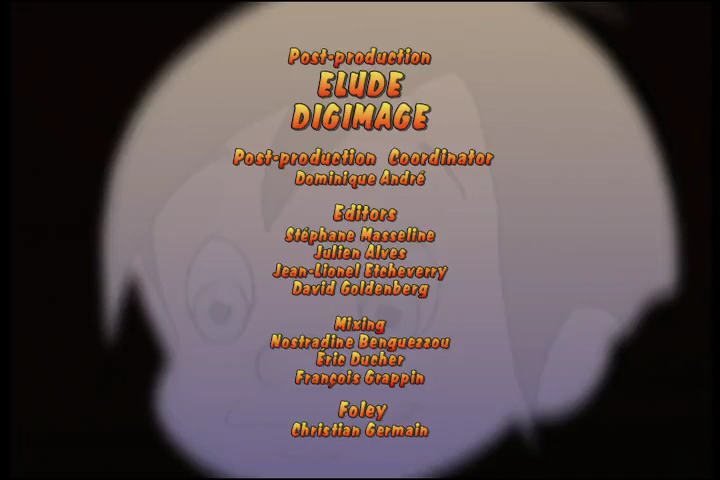 Post-production
ELUDE
DIGIMAGE
Post-production Coordinator
Dominique André
Editors
Stéphane Masseline
Julien Alves
Jean-Lionel Etcheverry
David Goldenberg
Mixing
Nostradine Benguezzou
Éric Ducher
François Grappin
Foley
Christian Germain